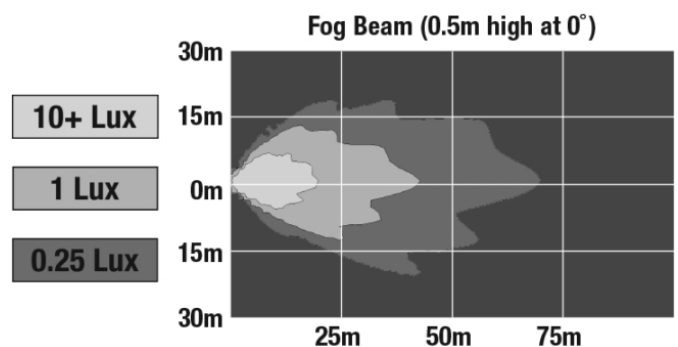 Fog Beam (0.5m high at 0°)
30m
10+ Lux
15m
1 Lux
0m
0.25 Lux
15m
30m
25m 50m 75m